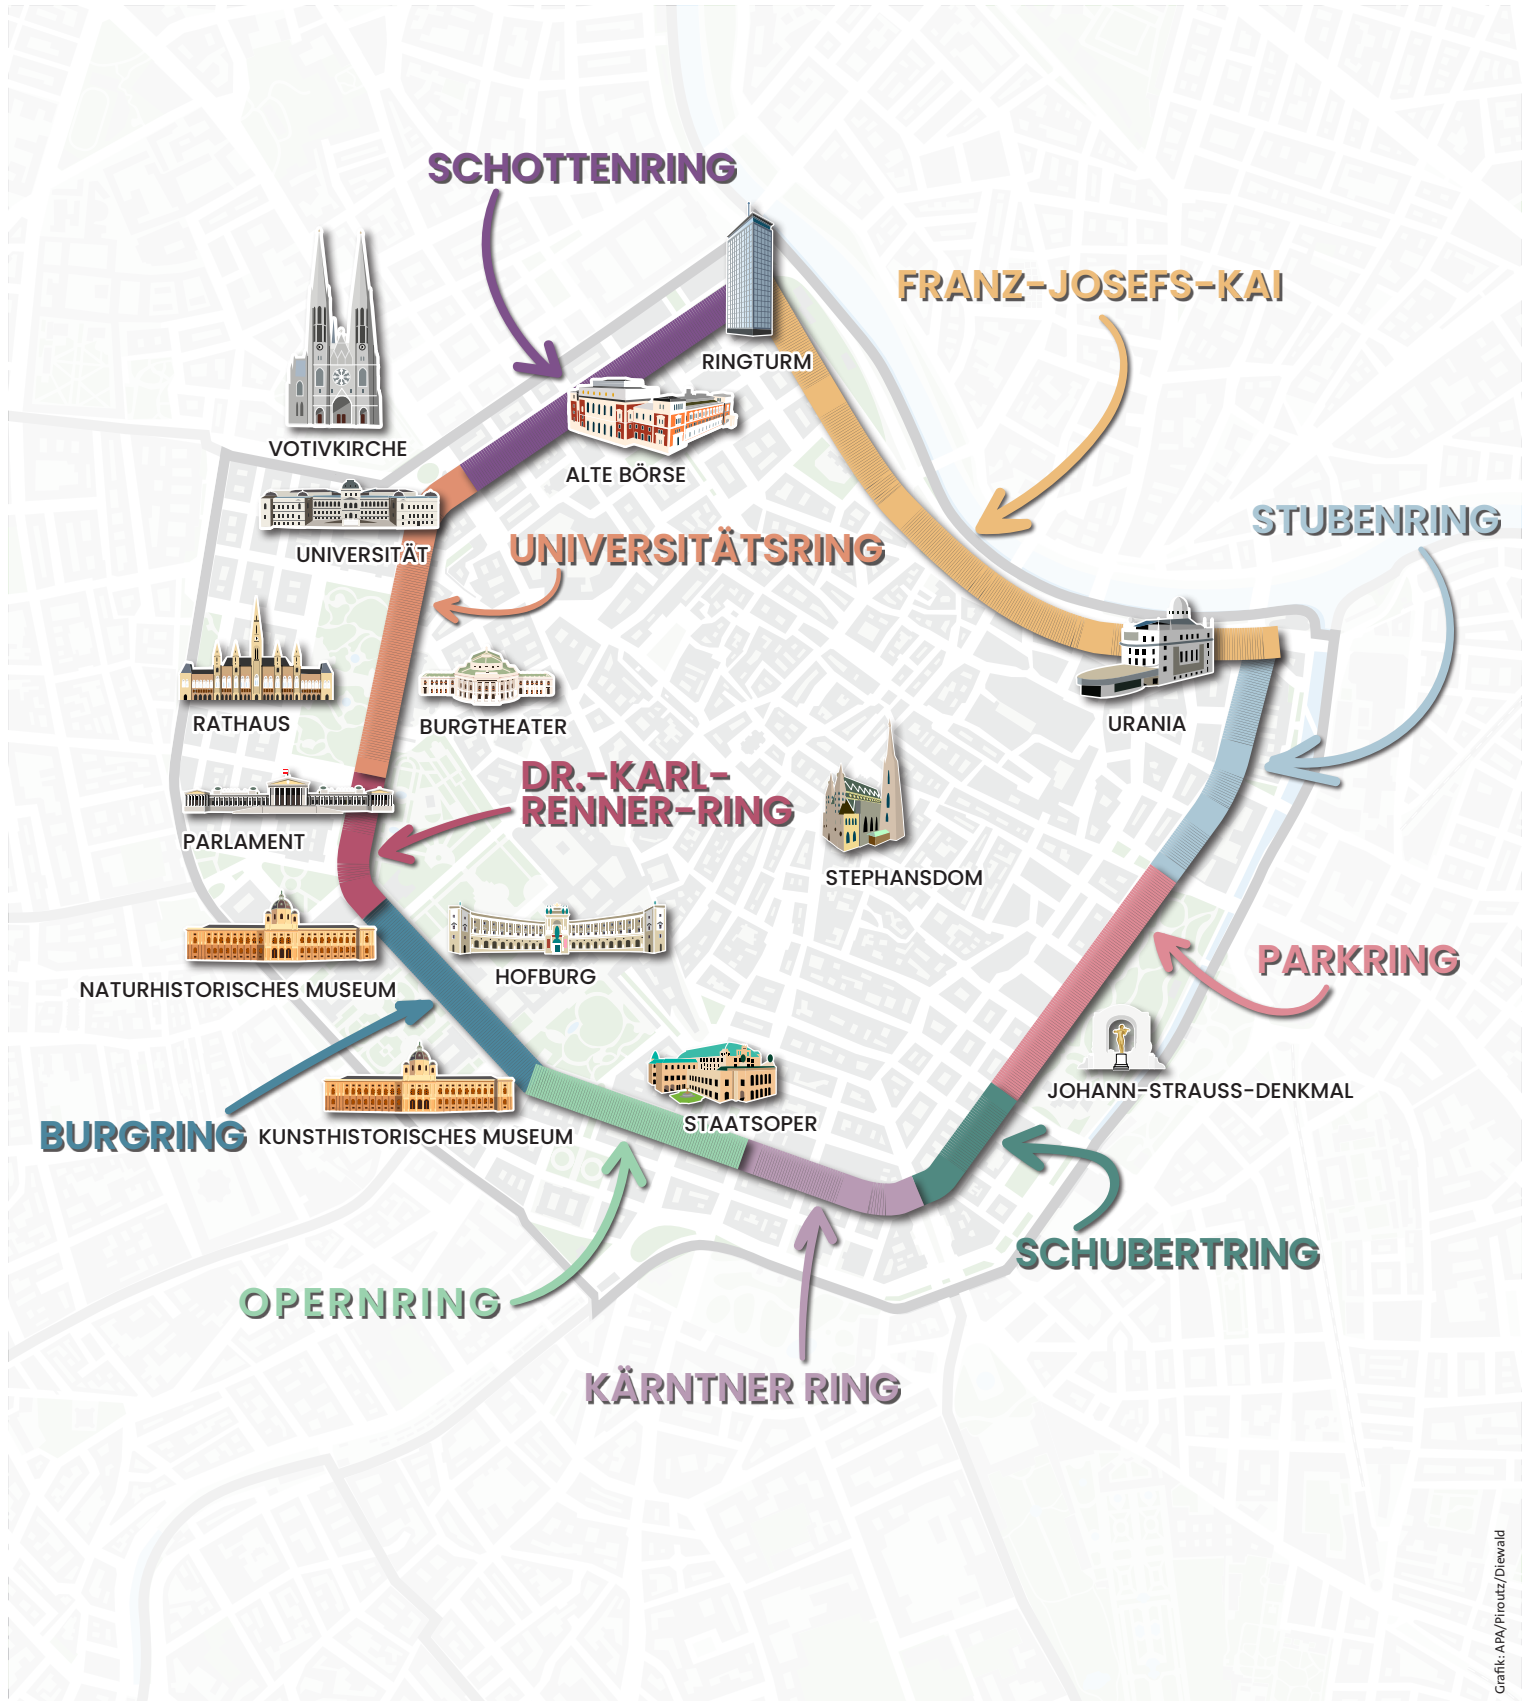 SCHOTTENRING
FRANZ-JOSEFS-KAI
RINGTURM
VOTIVKIRCHE
ALTE BÖRSE
STUBENRING
UNIVERSITÄT
UNIVERSITÄTSRING
RATHAUS
BURGTHEATER
URANIA
DR.-KARL-
RENNER-RING
PARLAMENT
STEPHANSDOM
PARKRING
HOFBURG
NATURHISTORISCHES MUSEUM
JOHANN-STRAUSS-DENKMAL
STAATSOPER
BURGRING
KUNSTHISTORISCHES MUSEUM
SCHUBERTRING
OPERNRING
KÄRNTNER RING
Grafik: APA/Piroutz/Diewald